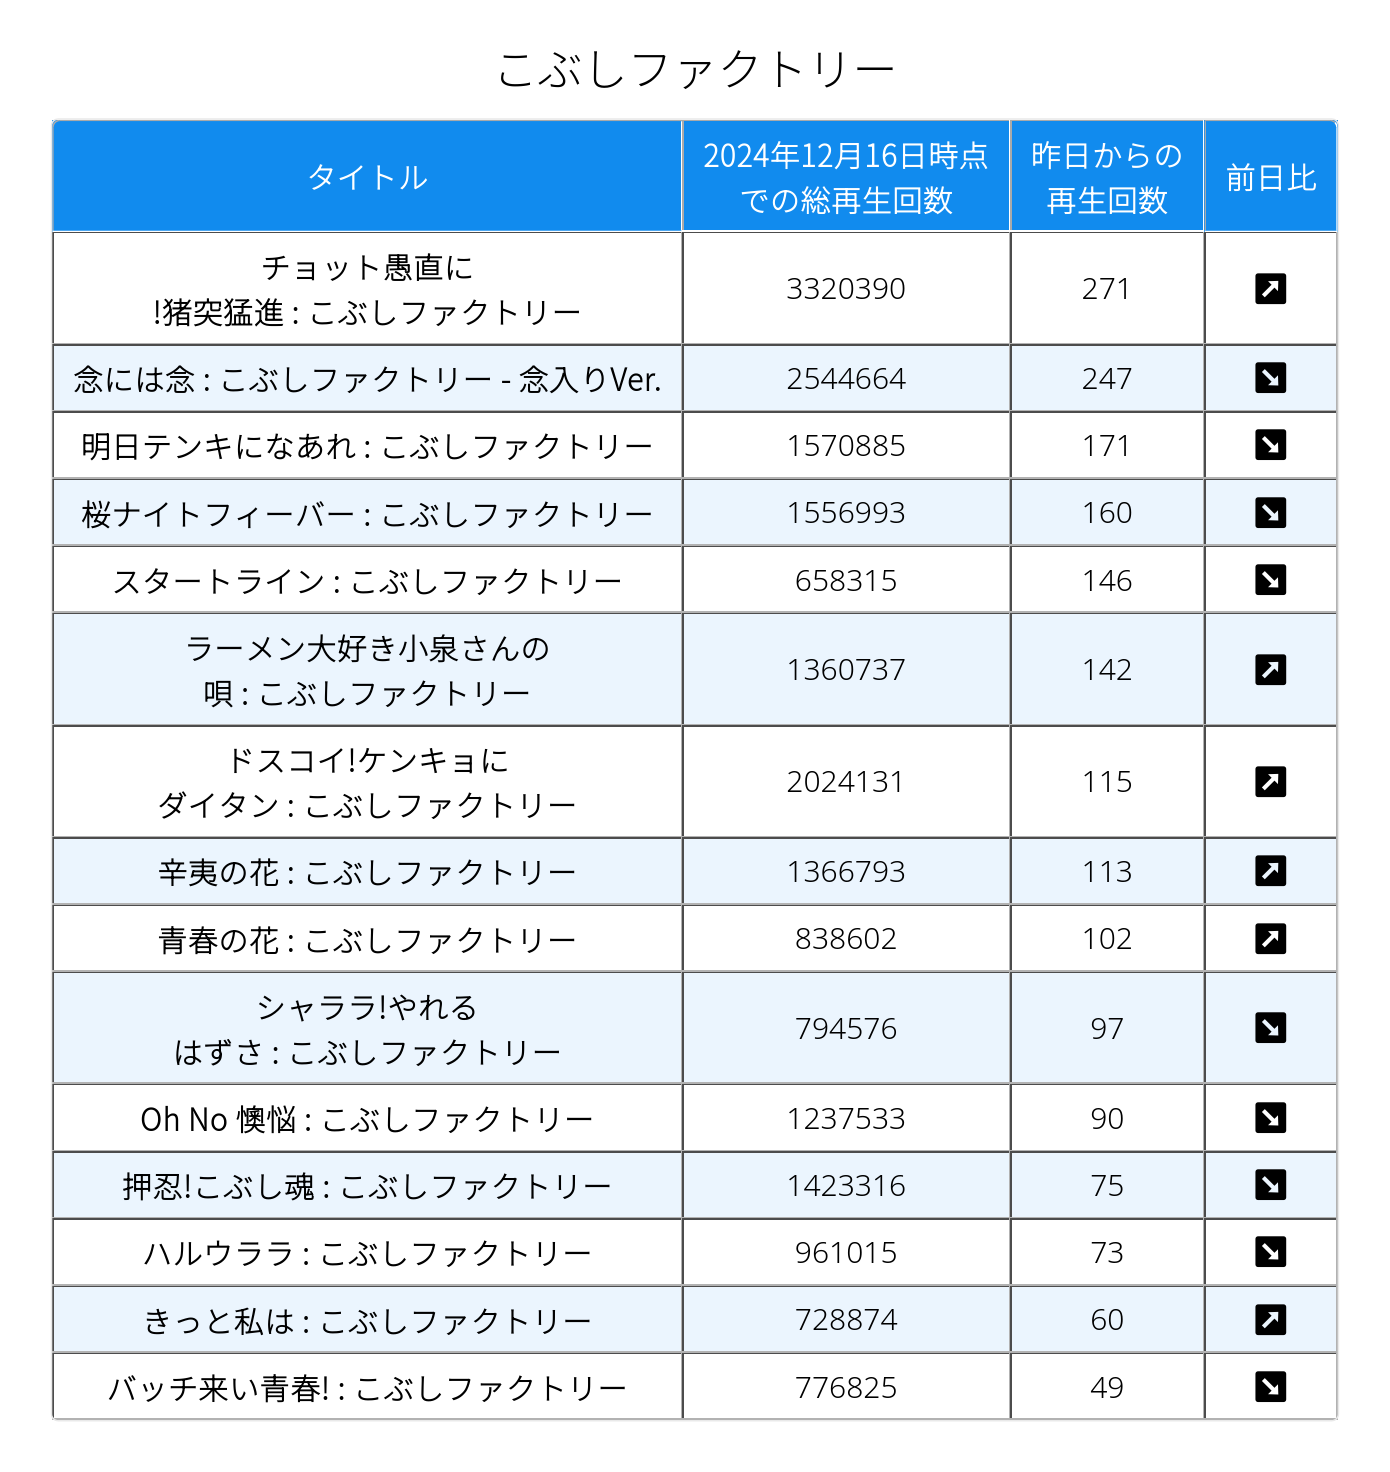 こぶしファクトリー
タイトル
2024年12月16日時点
での総再生回数
昨日からの
再生回数
前日比
チョット愚直に
!猪突猛進 : こぶしファクトリー
3320390
271
念には念 : こぶしファクトリー - 念入りVer.
2544664
247
明日テンキになあれ : こぶしファクトリー
1570885
171
桜ナイトフィーバー : こぶしファクトリー
1556993
160
スタートライン : こぶしファクトリー
658315
146
ラーメン大好き小泉さんの
唄 : こぶしファクトリー
1360737
142
ドスコイ!ケンキョに
ダイタン : こぶしファクトリー
2024131
115
辛夷の花 : こぶしファクトリー
1366793
113
青春の花 : こぶしファクトリー
838602
102
シャララ!やれる
はずさ : こぶしファクトリー
794576
97
Oh No 懊悩 : こぶしファクトリー
1237533
90
押忍!こぶし魂 : こぶしファクトリー
1423316
75
ハルウララ : こぶしファクトリー
961015
73
きっと私は : こぶしファクトリー
728874
60
バッチ来い青春! : こぶしファクトリー
776825
49